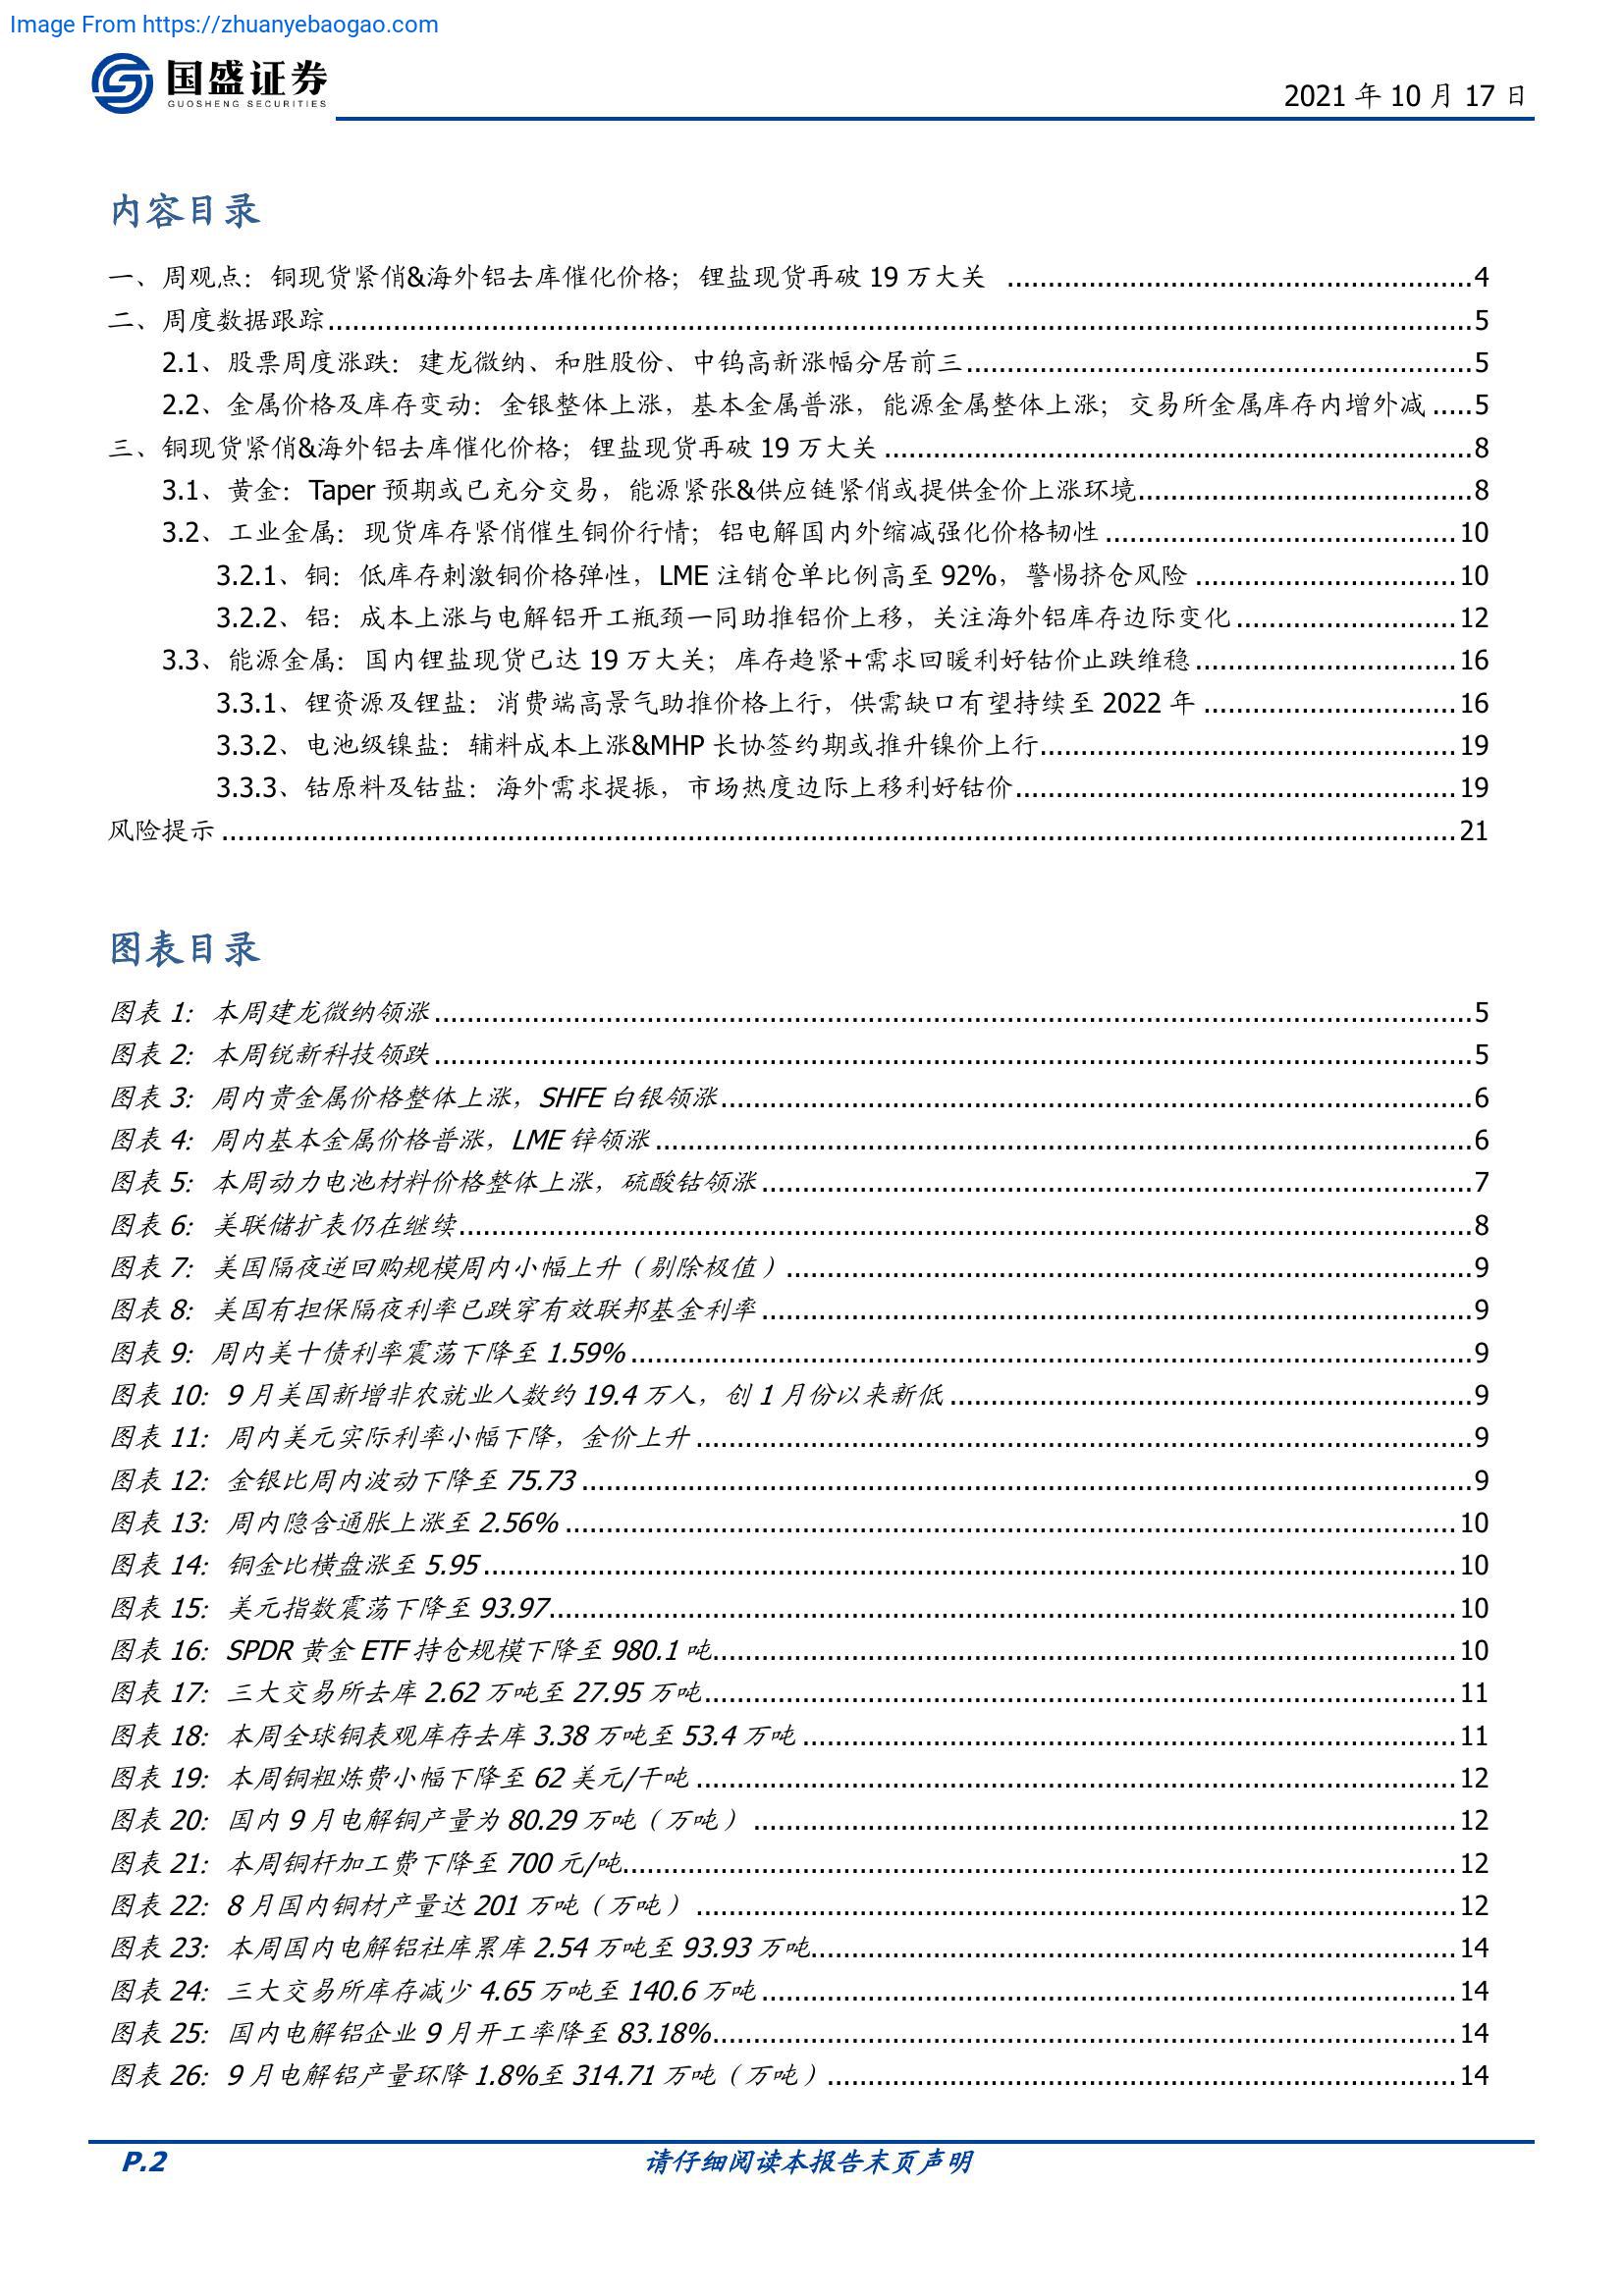 Image From https://zhuanyebaogao.com
国盛证券
GUOSHENG SECURITIES
2021 年 10 月 17 日
内容目录
一、周观点：铜现货紧俏&海外铝去库催化价格；锂盐现货再破 19 万大关 ........................................................4
二、周度数据跟踪........................................................5
2.1、股票周度涨跌：建龙微纳、和胜股份、中钨高新涨幅分居前三........................................................5
2.2、金属价格及库存变动：金银整体上涨，基本金属普涨，能源金属整体上涨；交易所金属库存内增外减 .....5
三、铜现货紧俏&海外铝去库催化价格；锂盐现货再破 19 万大关 ........................................................8
3.1、黄金：Taper 预期或已充分交易，能源紧张&供应链紧俏或提供金价上涨环境........................................8
3.2、工业金属：现货库存紧俏催生铜价行情；铝电解国内外缩减强化价格韧性 ........................................10
3.2.1、铜：低库存刺激铜价格弹性，LME 注销仓单比例高至 92%，警惕挤仓风险 ................................10
3.2.2、铝：成本上涨与电解铝开工瓶颈一同助推铝价上移，关注海外铝库存边际变化...........................12
3.3、能源金属：国内锂盐现货已达 19 万大关；库存趋紧+需求回暖利好钴价止跌维稳................................16
3.3.1、锂资源及锂盐：消费端高景气助推价格上行，供需缺口有望持续至 2022 年 ...............................16
3.3.2、电池级镍盐：辅料成本上涨&MHP 长协签约期或推升镍价上行..................................................19
3.3.3、钴原料及钴盐：海外需求提振，市场热度边际上移利好钴价.....................................................19
风险提示 ........................................................21
图表目录
图表 1：本周建龙微纳领涨........................................................5
图表 2：本周锐新科技领跌........................................................5
图表 3：周内贵金属价格整体上涨，SHFE 白银领涨........................................................6
图表 4：周内基本金属价格普涨，LME 锌领涨........................................................6
图表 5：本周动力电池材料价格整体上涨，硫酸钴领涨........................................................7
图表 6：美联储扩表仍在继续........................................................8
图表 7：美国隔夜逆回购规模周内小幅上升（剔除极值）........................................................9
图表 8：美国有担保隔夜利率已跌穿有效联邦基金利率........................................................9
图表 9：周内美十债利率震荡下降至 1.59%........................................................9
图表 10：9 月美国新增非农就业人数约 19.4 万人，创 1 月份以来新低........................................................9
图表 11：周内美元实际利率小幅下降，金价上升........................................................9
图表 12：金银比周内波动下降至 75.73 ........................................................9
图表 13：周内隐含通胀上涨至 2.56% ........................................................10
图表 14：铜金比横盘涨至 5.95........................................................10
图表 15：美元指数震荡下降至 93.97........................................................10
图表 16：SPDR 黄金 ETF 持仓规模下降至 980.1 吨........................................................10
图表 17：三大交易所去库 2.62 万吨至 27.95 万吨........................................................11
图表 18：本周全球铜表观库存去库 3.38 万吨至 53.4 万吨 ........................................................11
图表 19：本周铜粗炼费小幅下降至 62 美元/干吨 ........................................................12
图表 20：国内 9 月电解铜产量为 80.29 万吨（万吨） ........................................................12
图表 21：本周铜杆加工费下降至 700 元/吨........................................................12
图表 22：8 月国内铜材产量达 201 万吨（万吨） ........................................................12
图表 23：本周国内电解铝社库累库 2.54 万吨至 93.93 万吨........................................................14
图表 24：三大交易所库存减少 4.65 万吨至 140.6 万吨........................................................14
图表 25：国内电解铝企业 9 月开工率降至 83.18%........................................................14
图表 26：9 月电解铝产量环降 1.8%至 314.71 万吨（万吨）........................................................14
P.2
请仔细阅读本报告末页声明